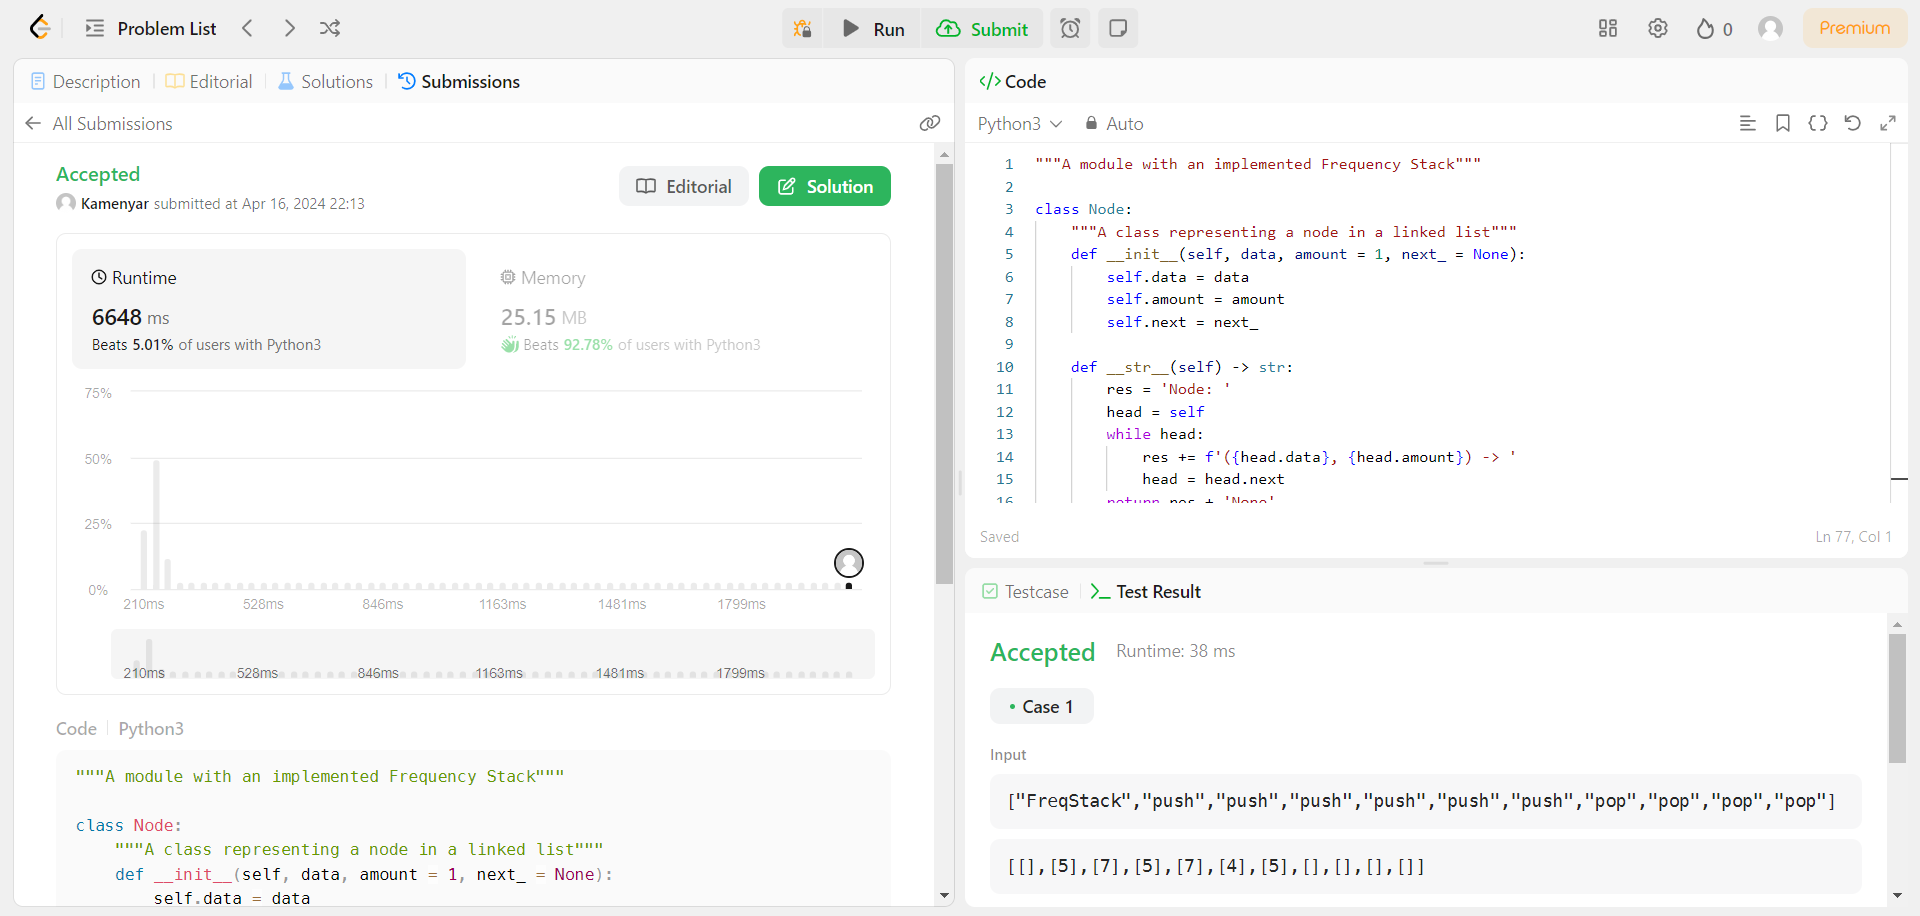 Problem List
Run
Submit
0
Premium
Description
Editorial
Solutions
Submissions
All Submissions
Accepted
Kamenyar submitted at Apr 16, 2024 22:13
Editorial
Solution
Runtime
6648 ms
Beats 5.01% of users with Python3
Memory
25.15 MB
Beats 92.78% of users with Python3
75%
50%
25%
0%
210ms 528ms 846ms 1163ms 1481ms 1799ms
210ms 528ms 846ms 1163ms 1481ms 1799ms
Code
Python3
"""A module with an implemented Frequency Stack"""
class Node:
"""A class representing a node in a linked list"""
def __init__(self, data, amount = 1, next_ = None):
self.data = data
</> Code
Python3
Auto
1 """A module with an implemented Frequency Stack"""
2
3 class Node:
4 """A class representing a node in a linked list"""
5 def __init__(self, data, amount = 1, next_ = None):
6 self.data = data
7 self.amount = amount
8 self.next = next_
9
10 def __str__(self) -> str:
11 res = 'Node: '
12 head = self
13 while head:
14 res += f'({head.data}, {head.amount}) -> '
15 head = head.next
16 return res + 'None'
Saved
Ln 77, Col 1
Testcase
Test Result
Accepted
Runtime: 38 ms
Case 1
Input
["FreqStack","push","push","push","push","push","push","pop","pop","pop","pop"]
[[],[5],[7],[5],[7],[4],[5],[],[],[],[]]